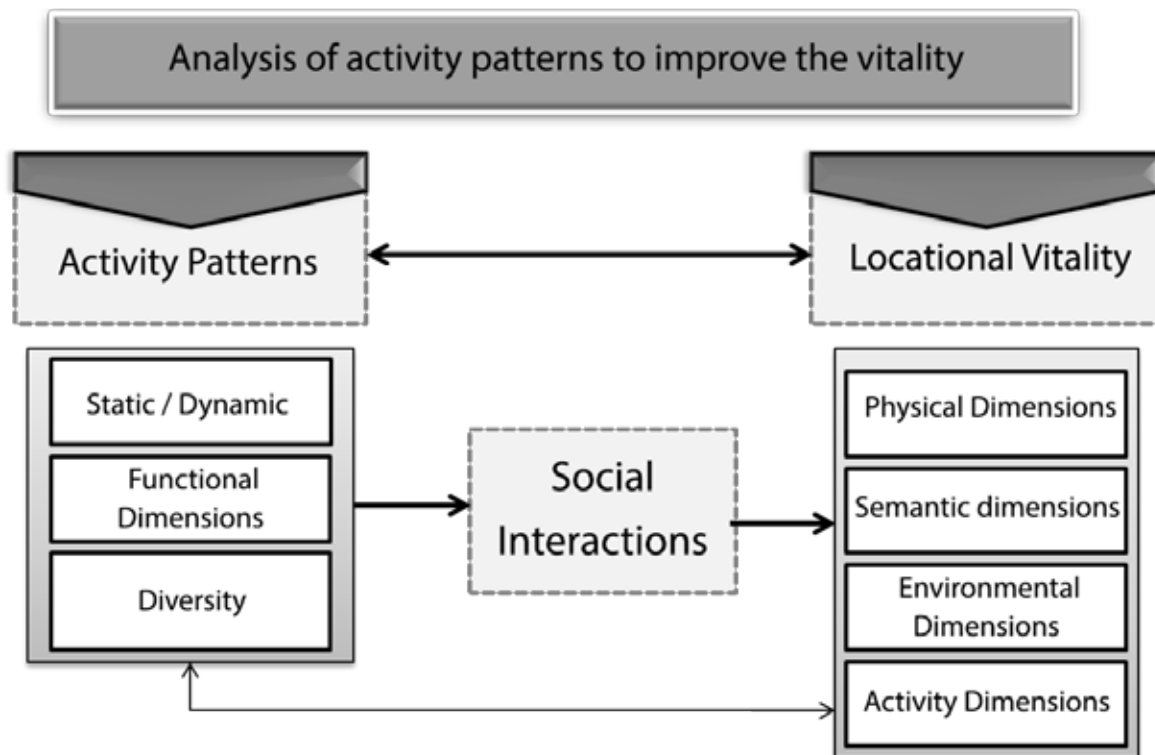 Analysis of activity patterns to improve the vitality
Activity Patterns
Locational Vitality
Static / Dynamic
Functional
Dimensions
Diversity
Social
Interactions
Physical Dimensions
Semantic dimensions
Environmental
Dimensions
Activity Dimensions